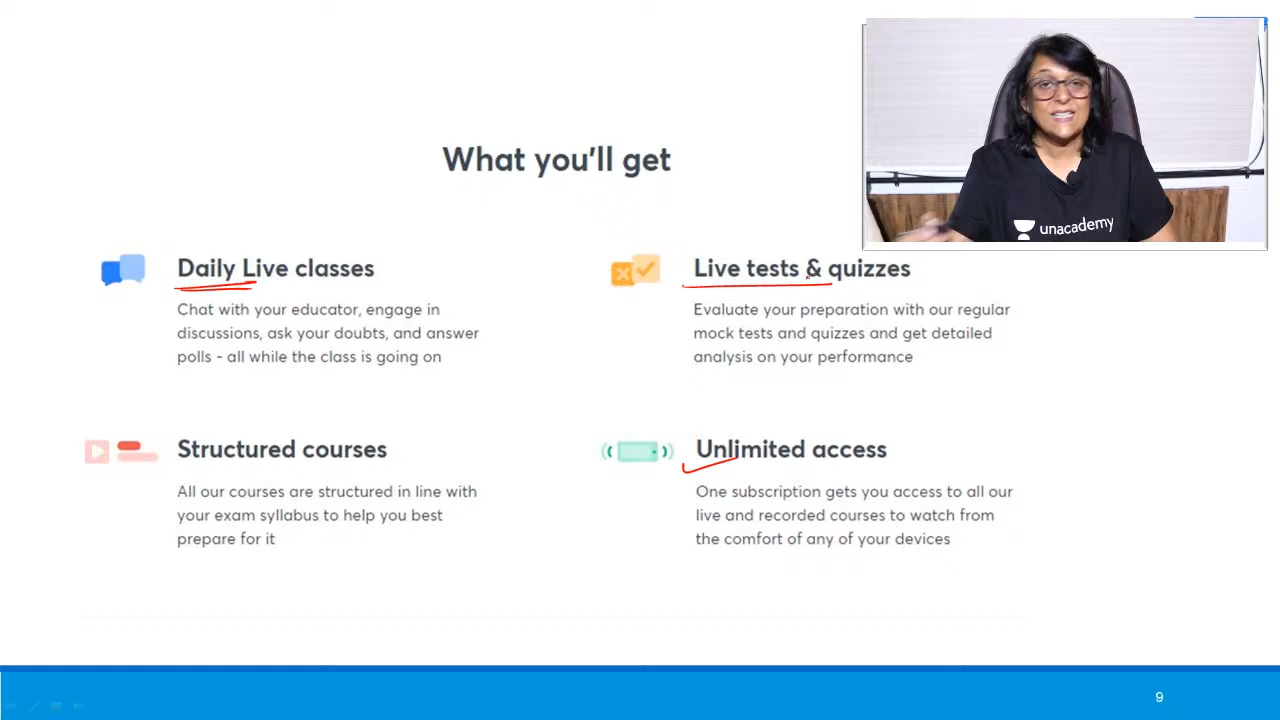 What you'll get
unacademy
Daily Live classes
Chat with your educator, engage in
discussions, ask your doubts, and answer
polls - all while the class is going on
Live tests & quizzes
Evaluate your preparation with our regular
mock tests and quizzes and get detailed
analysis on your performance
Structured courses
All our courses are structured in line with
your exam syllabus to help you best
prepare for it
Unlimited access
One subscription gets you access to all our
live and recorded courses to watch from
the comfort of any of your devices
9